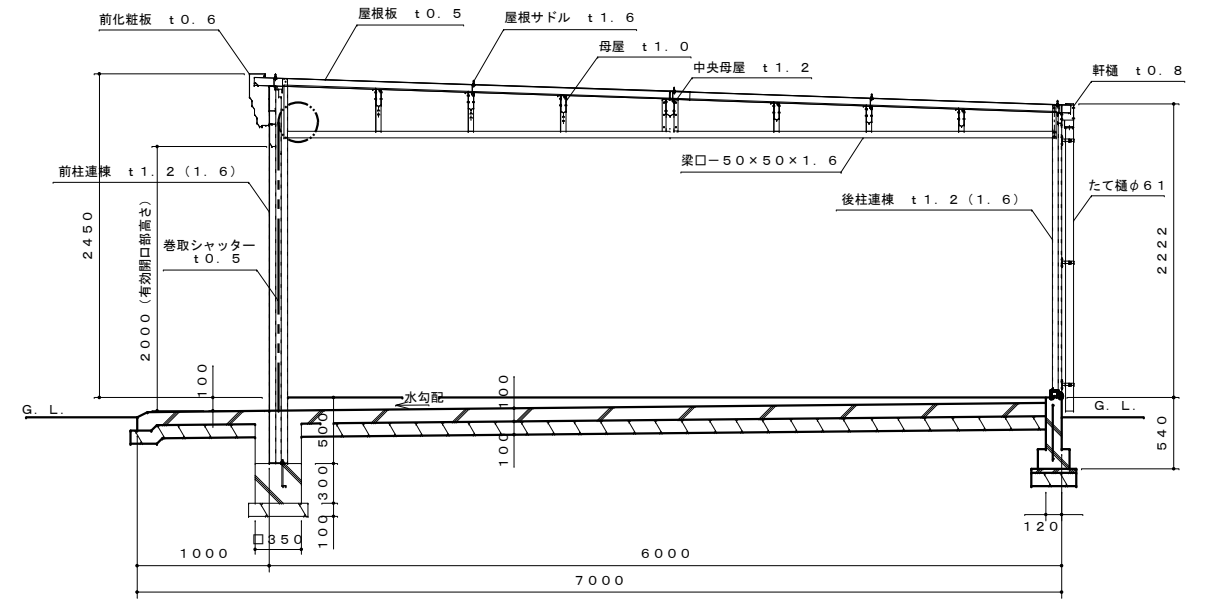 前化粧板 ｔ０．６
屋根板 ｔ０．５
屋根サドル ｔ１．６
母屋 ｔ１．０
中央母屋 ｔ１．２
軒樋 ｔ０．８
梁口－５０×５０×１．６
前柱連棟 ｔ１．２（１．６）
後柱連棟 ｔ１．２（１．６）
たて樋φ６１
２４５０
２０００（有効開口部高さ）
巻取シャッター
ｔ０．５
２２２２
１００
水勾配
１００
Ｇ．Ｌ．
Ｇ．Ｌ．
５００
１００
５４０
３００
１００
□３５０
１２０
１０００
６０００
７０００